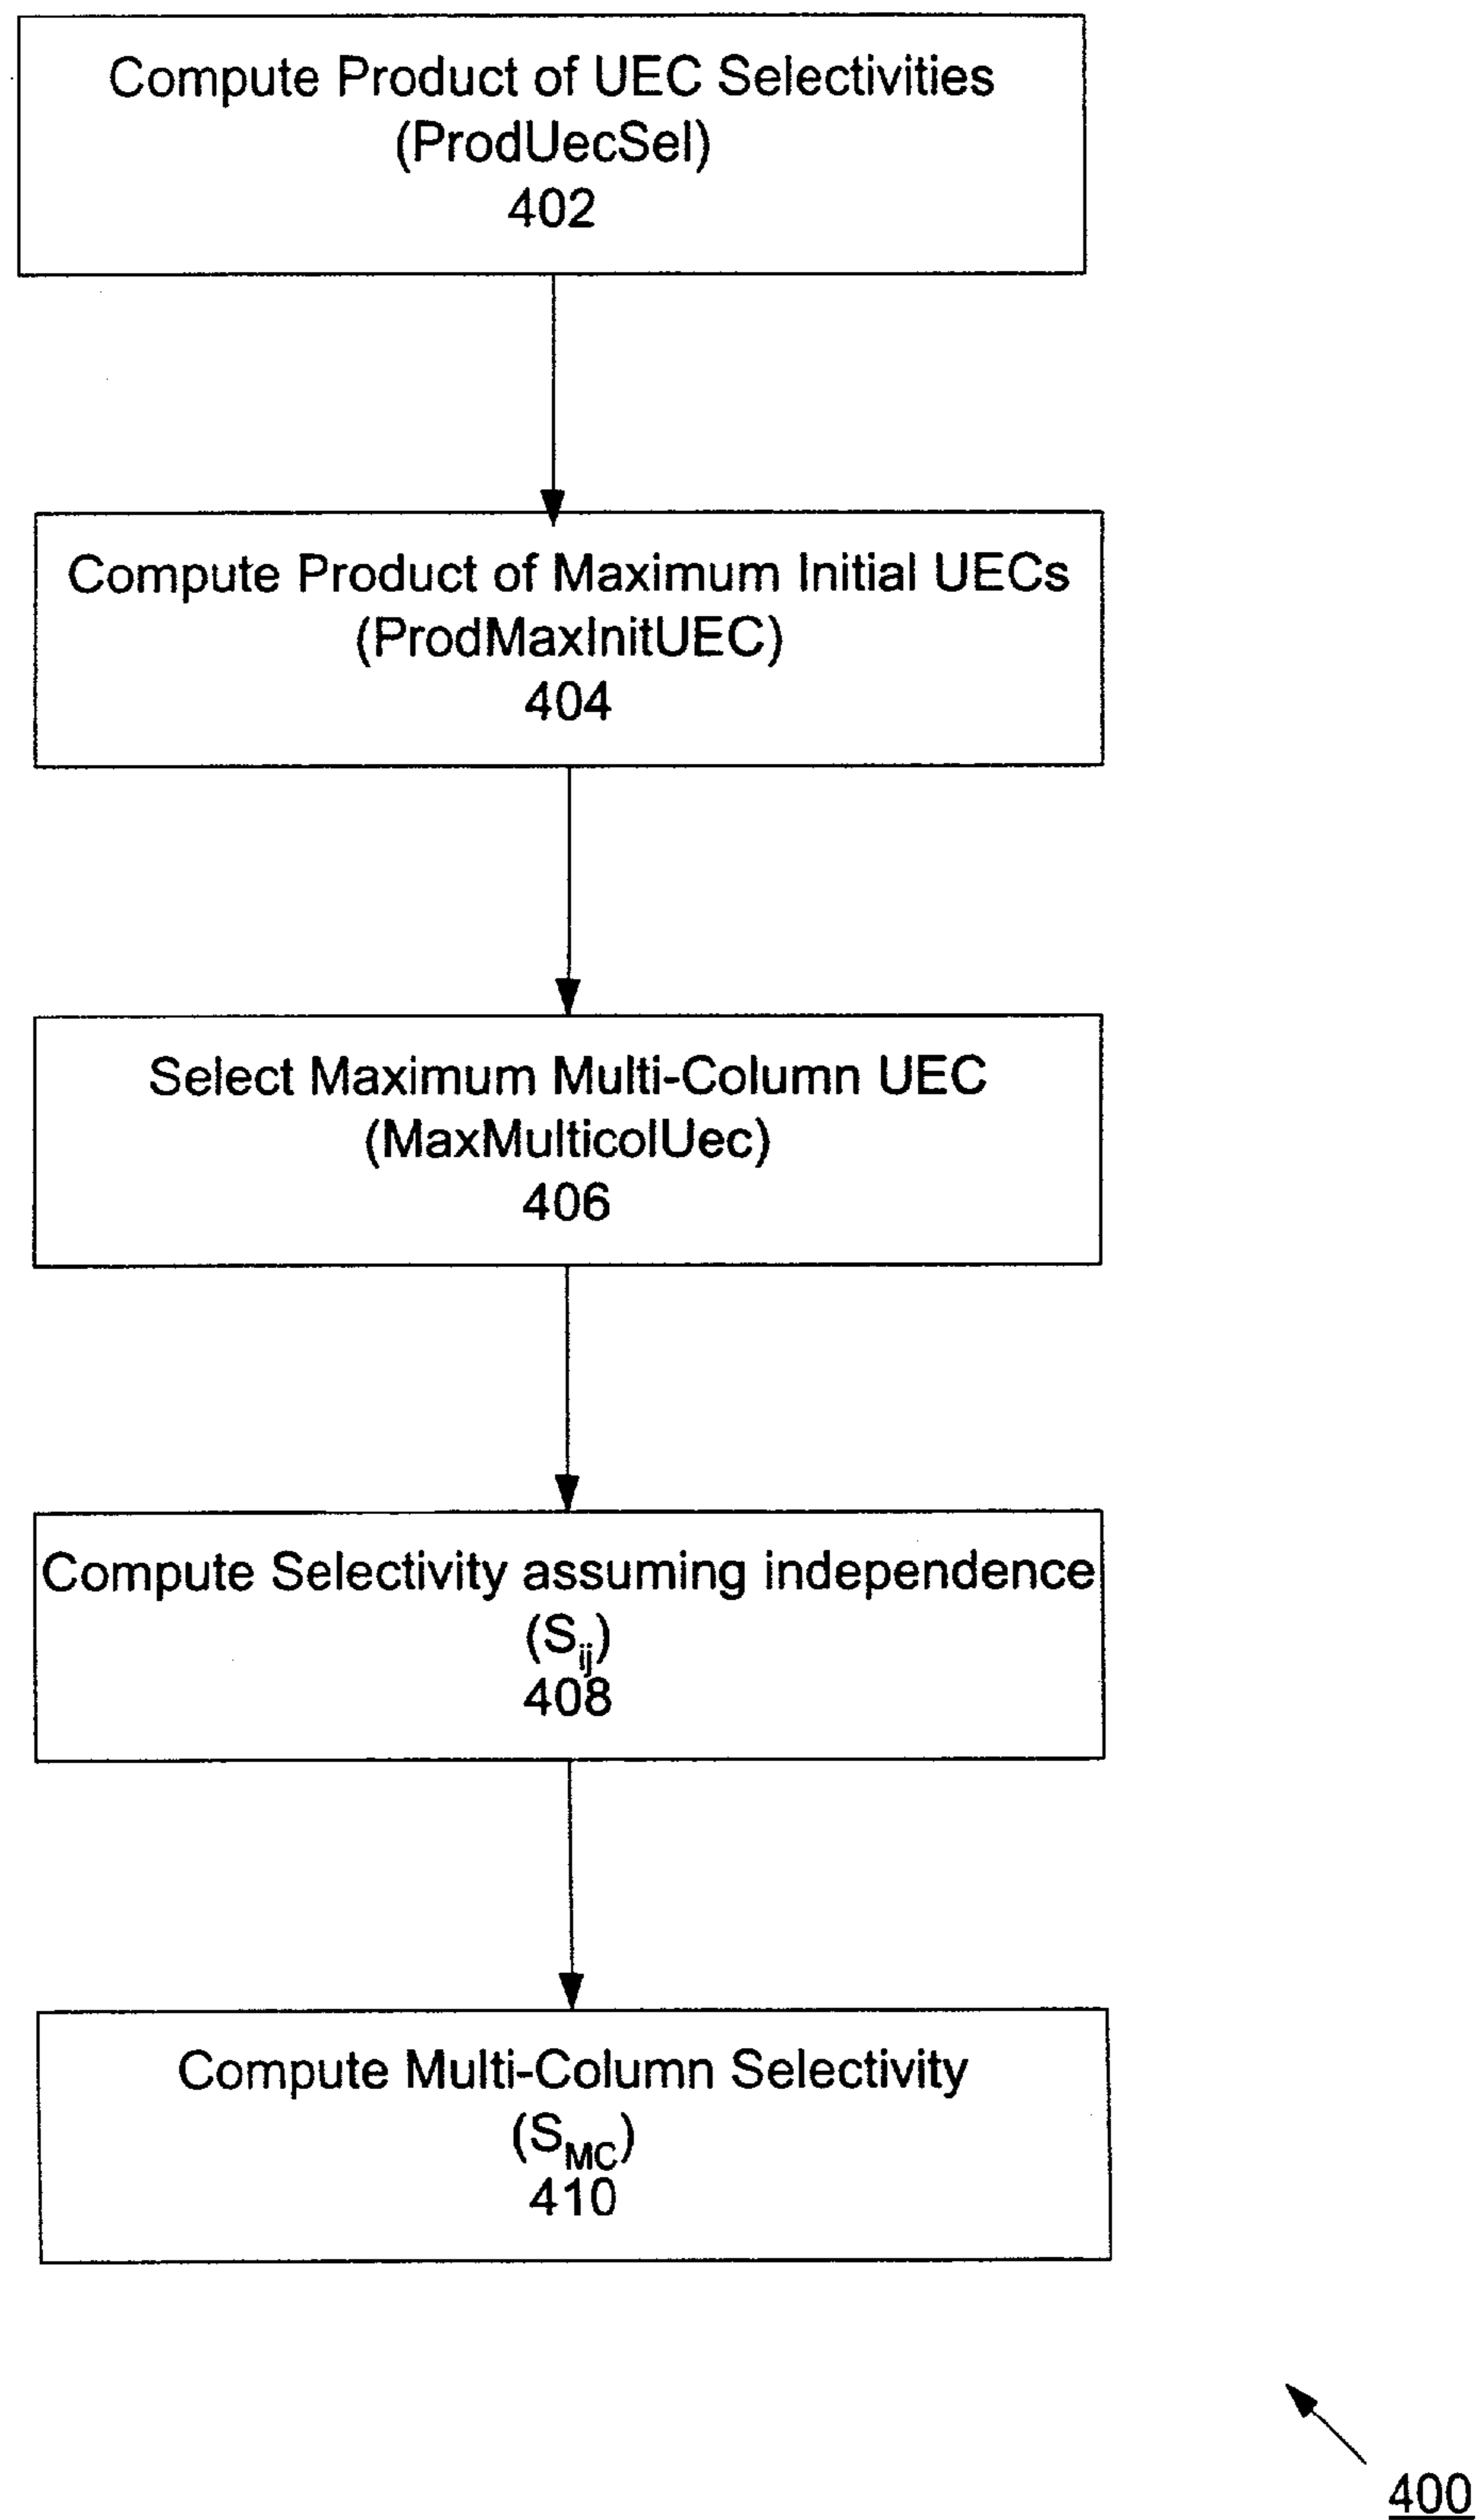 Compute Product of UEC Selectivities
(ProdUecSel)
402
Compute Product of Maximum Initial UECs
(ProdMaxInitUEC)
404
Select Maximum Multi-Column UEC
(MaxMulticolUec)
406
Compute Selectivity assuming independence
(Sij)
408
Compute Multi-Column Selectivity
(SMC)
410
400